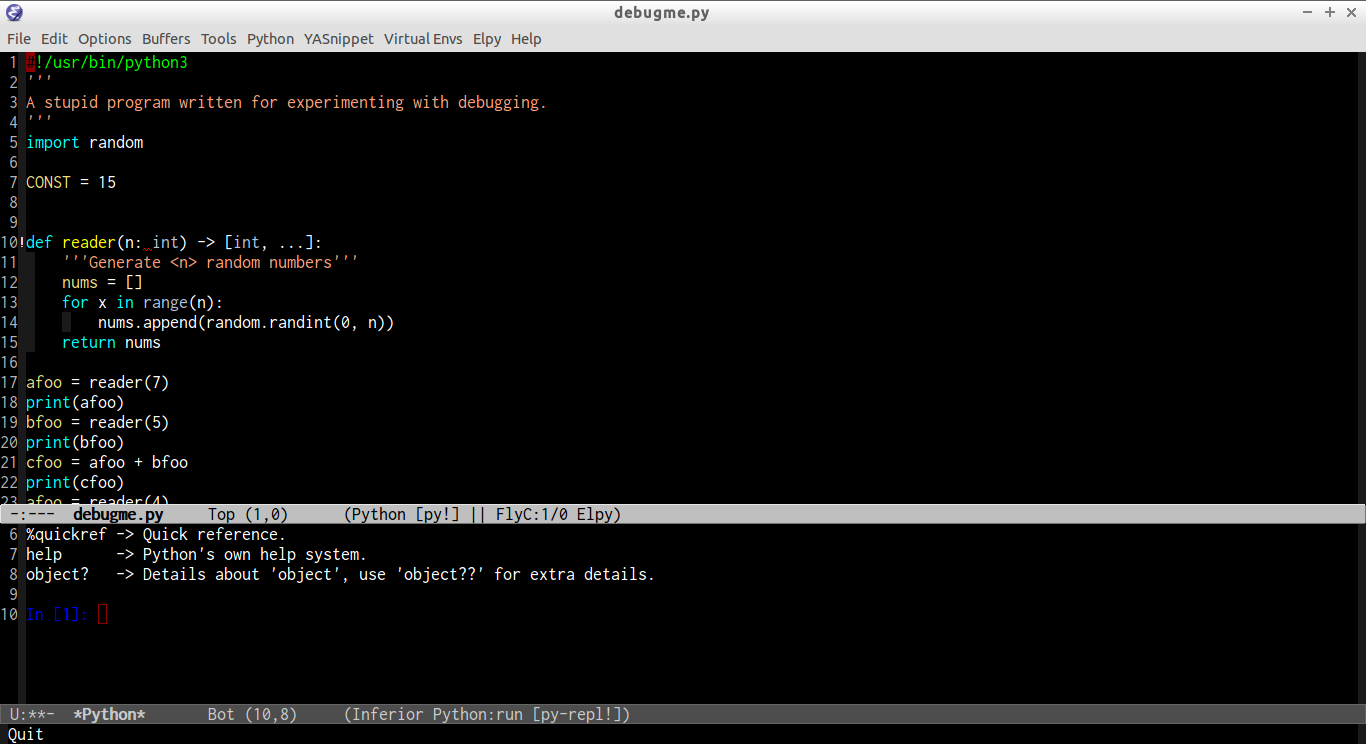 debugme.py
File Edit Options Buffers Tools Python YASnippet Virtual Envs Elpy Help
1 #!/usr/bin/python3
2 '''
3 A stupid program written for experimenting with debugging.
4 '''
5 import random
6
7 CONST = 15
8
9
10!def reader(n: int) -> [int, ...]:
11     '''Generate <n> random numbers'''
12     nums = []
13     for x in range(n):
14         nums.append(random.randint(0, n))
15     return nums
16
17 afoo = reader(7)
18 print(afoo)
19 bfoo = reader(5)
20 print(bfoo)
21 cfoo = afoo + bfoo
22 print(cfoo)
23 afoo = reader(4)
-:---  debugme.py     Top (1,0)      (Python [py!] || FlyC:1/0 Elpy)
6 %quickref -> Quick reference.
7 help      -> Python's own help system.
8 object?   -> Details about 'object', use 'object??' for extra details.
9
10 In [1]:
U:**-  *Python*       Bot (10,8)     (Inferior Python:run [py-repl!])
Quit